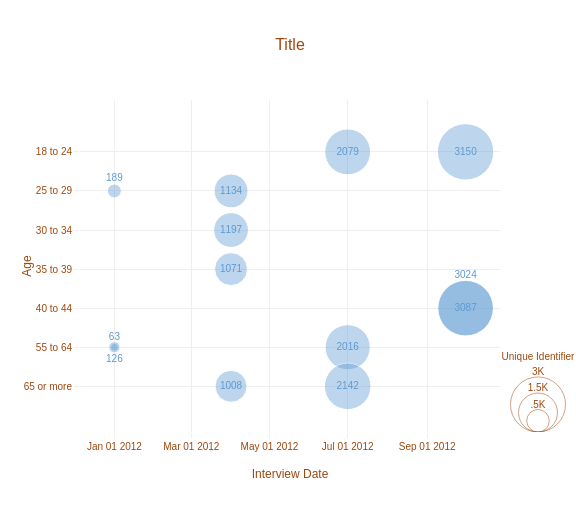 Title
18 to 24
2079
3150
189
25 to 29
1134
30 to 34
1197
Age
35 to 39
1071
3024
40 to 44
3087
63
55 to 64
2016
126
65 or more
1008
2142
Unique Identifier
3K
1.5K
.5K
Jan 01 2012
Mar 01 2012
May 01 2012
Jul 01 2012
Sep 01 2012
Interview Date